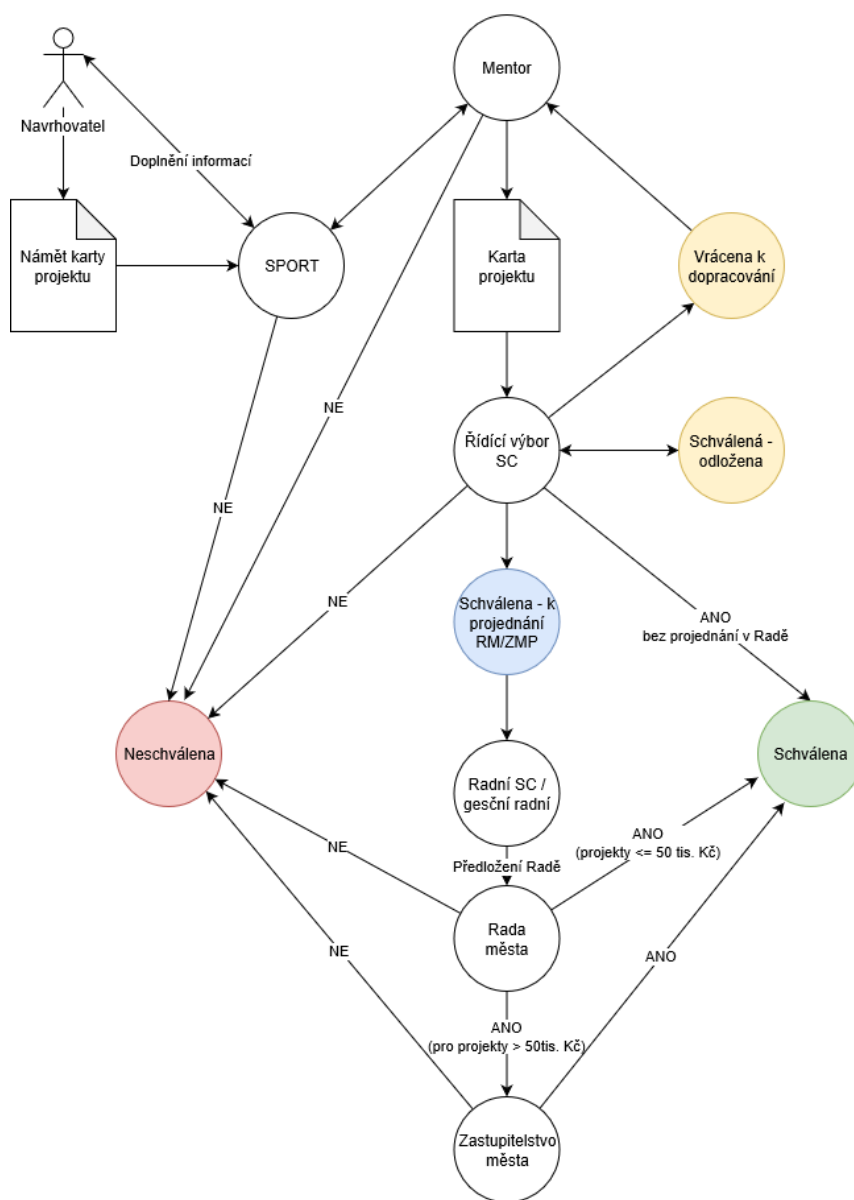 Mentor
Navrhovatel
Doplnění informací
Námět karty
projektu
SPORT
Karta
projektu
Vrácena k
dopracování
NE
Řídící výbor
SC
Schválená -
odložena
NE
NE
Schválena - k
projednání
RM/ZMP
ANO
bez projednání v Radě
Neschválena
Radní SC /
gesční radní
Schválena
NE
Předložení Radě
ANO
(projekty <= 50 tis. Kč)
Rada
města
NE
ANO
ANO
(pro projekty > 50tis. Kč)
Zastupitelstvo
města